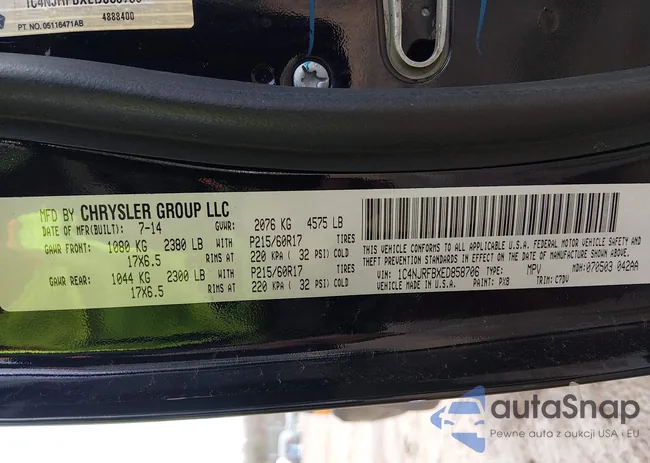 4888400
PT. NO. 05116471AB
MFD BY CHRYSLER GROUP LLC
DATE OF MFR(BUILT): 7-14 2076 KG 4575 LB
GAWR FRONT: 1080 KG 2380 LB WITH P215/60R17 TIRES
17X6.5 RIMS AT 220 KPA ( 32 PSI) COLD
GAWR REAR: 1044 KG 2300 LB WITH P215/60R17 TIRES
17X6.5 RIMS AT 220 KPA ( 32 PSI) COLD
THIS VEHICLE CONFORMS TO ALL APPLICABLE U.S.A. FEDERAL MOTOR VEHICLE SAFETY AND
THEFT PREVENTION STANDARDS IN EFFECT ON THE DATE OF MANUFACTURE SHOWN ABOVE.
VIN: 1C4NJRFBXED858706 TYPE: MPV MDH:070503 042AA
VEHICLE MADE IN U.S.A. PAINT: PXB TRIM: C7DV
autaSnap
Pewne auta z aukcji USA i EU